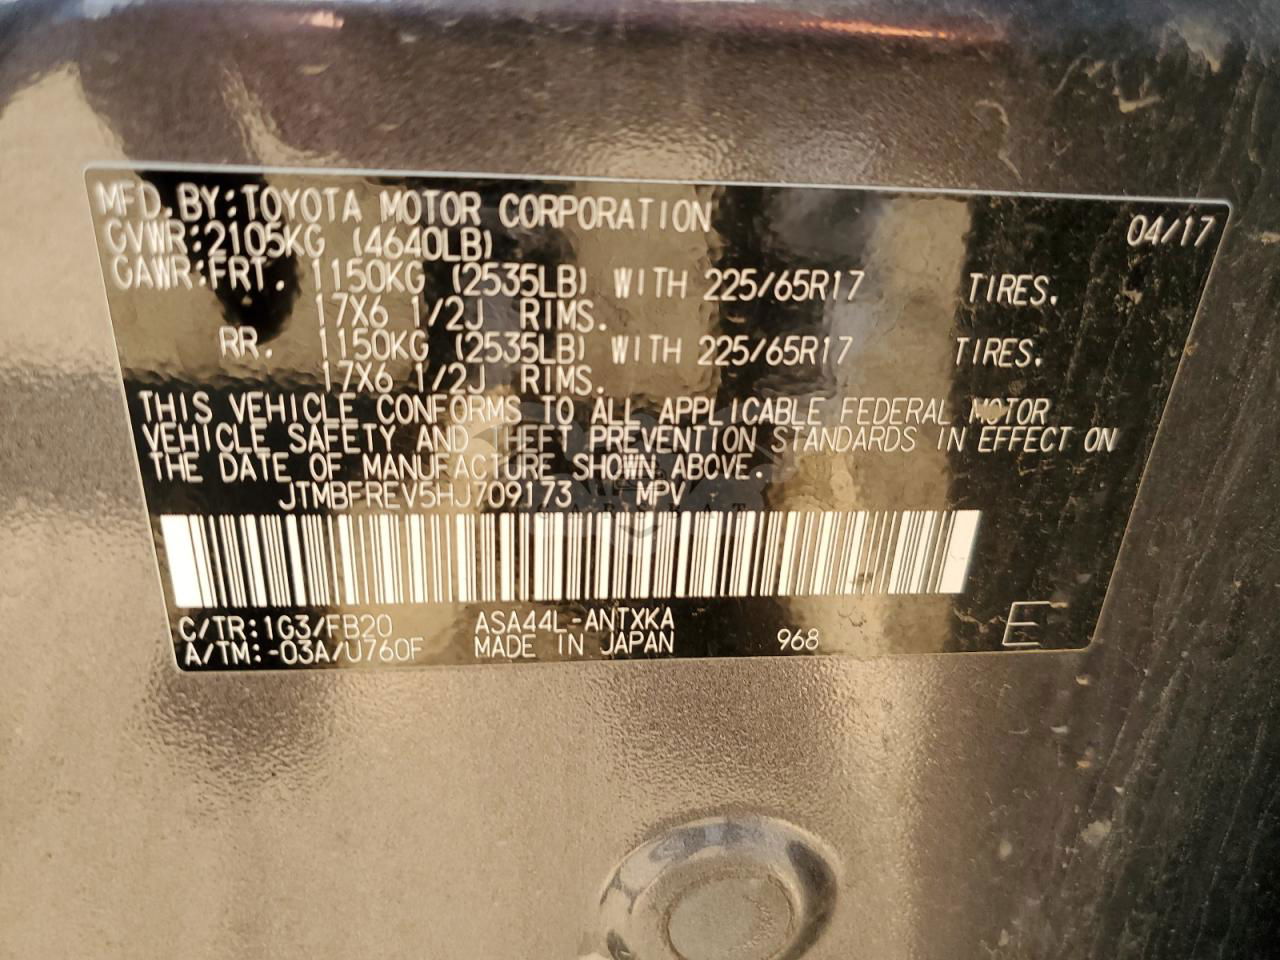 MFD. BY: TOYOTA MOTOR CORPORATION 04/17
GVWR: 2105KG (4640LB)
GAWR: FRT. 1150KG (2535LB) WITH 225/65R17 TIRES.
17X6 1/2J RIMS.
RR. 1150KG (2535LB) WITH 225/65R17 TIRES.
17X6 1/2J RIMS.
THIS VEHICLE CONFORMS TO ALL APPLICABLE FEDERAL MOTOR
VEHICLE SAFETY AND THEFT PREVENTION STANDARDS IN EFFECT ON
THE DATE OF MANUFACTURE SHOWN ABOVE.
JTMBFREV5HJ709173 MPV
C/TR: 1G3/FB20 ASA44L-ANTXKA
A/TM: -03A/U760F MADE IN JAPAN 968 E